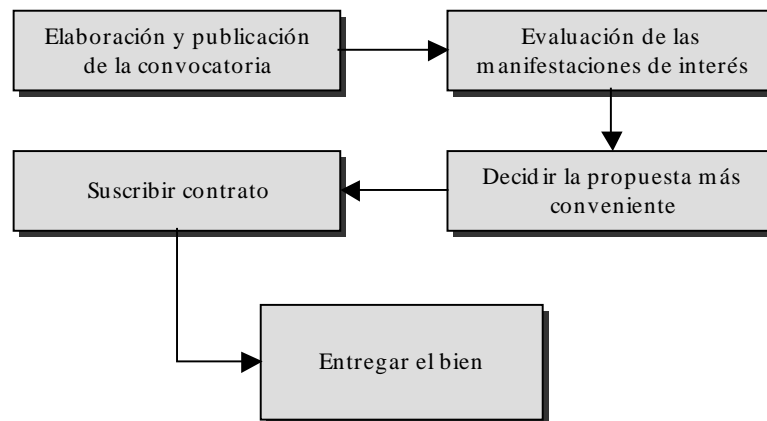 Elaboración y publicación
de la convocatoria
Evaluación de las
manifestaciones de interés
Decidir la propuesta más
conveniente
Suscribir contrato
Entregar el bien